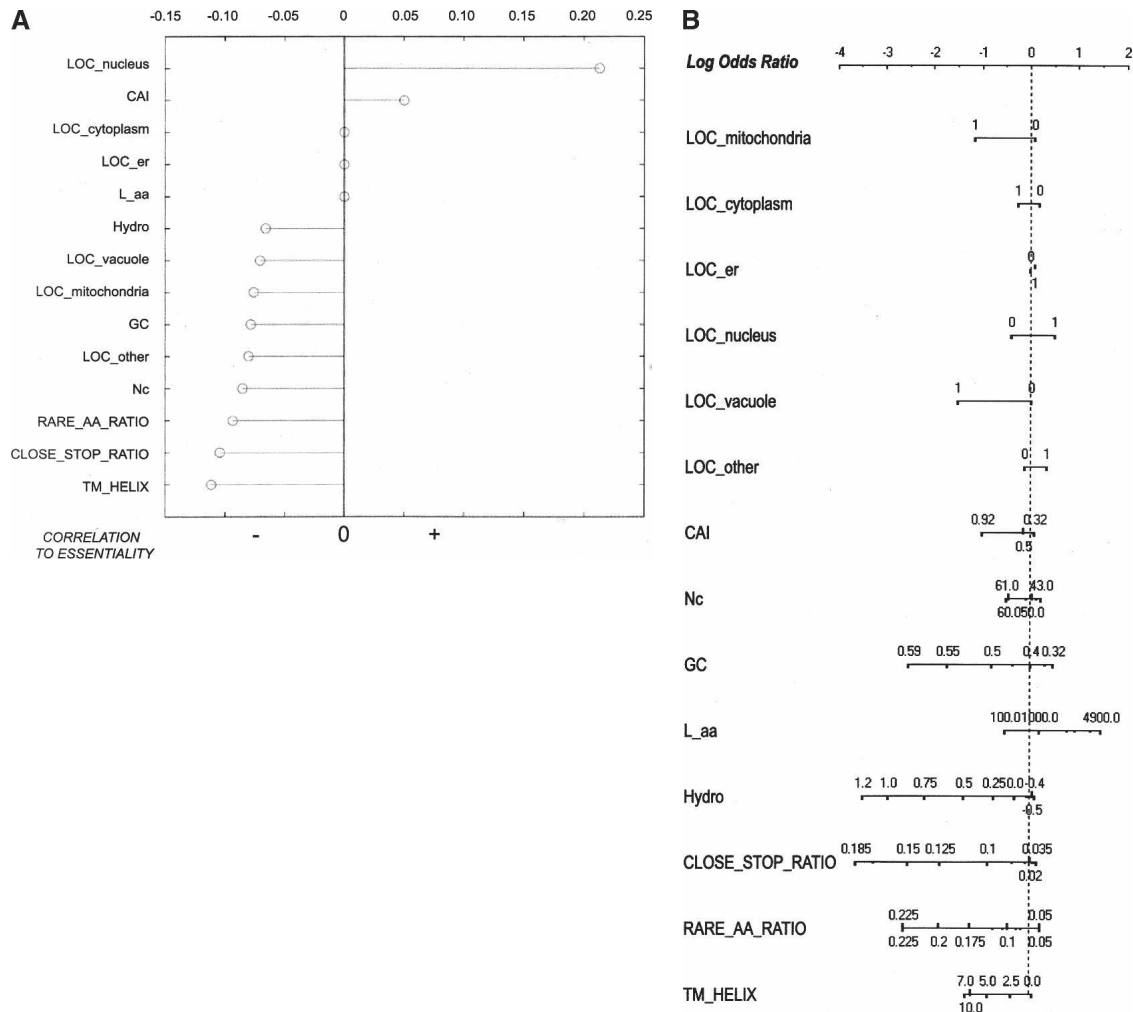 A
-0.15 -0.10 -0.05 0 0.05 0.10 0.15 0.20 0.25
LOC_nucleus
CAI
LOC_cytoplasm
LOC_er
L_aa
Hydro
LOC_vacuole
LOC_mitochondria
GC
LOC_other
Nc
RARE_AA_RATIO
CLOSE_STOP_RATIO
TM_HELIX
CORRELATION
TO ESSENTIALITY
- 0 +
B
-4 -3 -2 -1 0 1 2
Log Odds Ratio
1 0
LOC_mitochondria
1 0
LOC_cytoplasm
0
LOC_er
1
0 1
LOC_nucleus
1 0
LOC_vacuole
0 1
LOC_other
0.92 0.32
CAI
0.5
61.0 43.0
Nc
60.050.0
0.59 0.55 0.5 0.4 0.32
GC
100.01000.0 4900.0
L_aa
1.2 1.0 0.75 0.5 0.250.0-0.4
Hydro
-0.5
0.185 0.15 0.125 0.1 0.035
CLOSE_STOP_RATIO
0.02
0.225 0.05
RARE_AA_RATIO
0.225 0.2 0.175 0.1 0.05
7.0 5.0 2.5 0.0
TM_HELIX
10.0